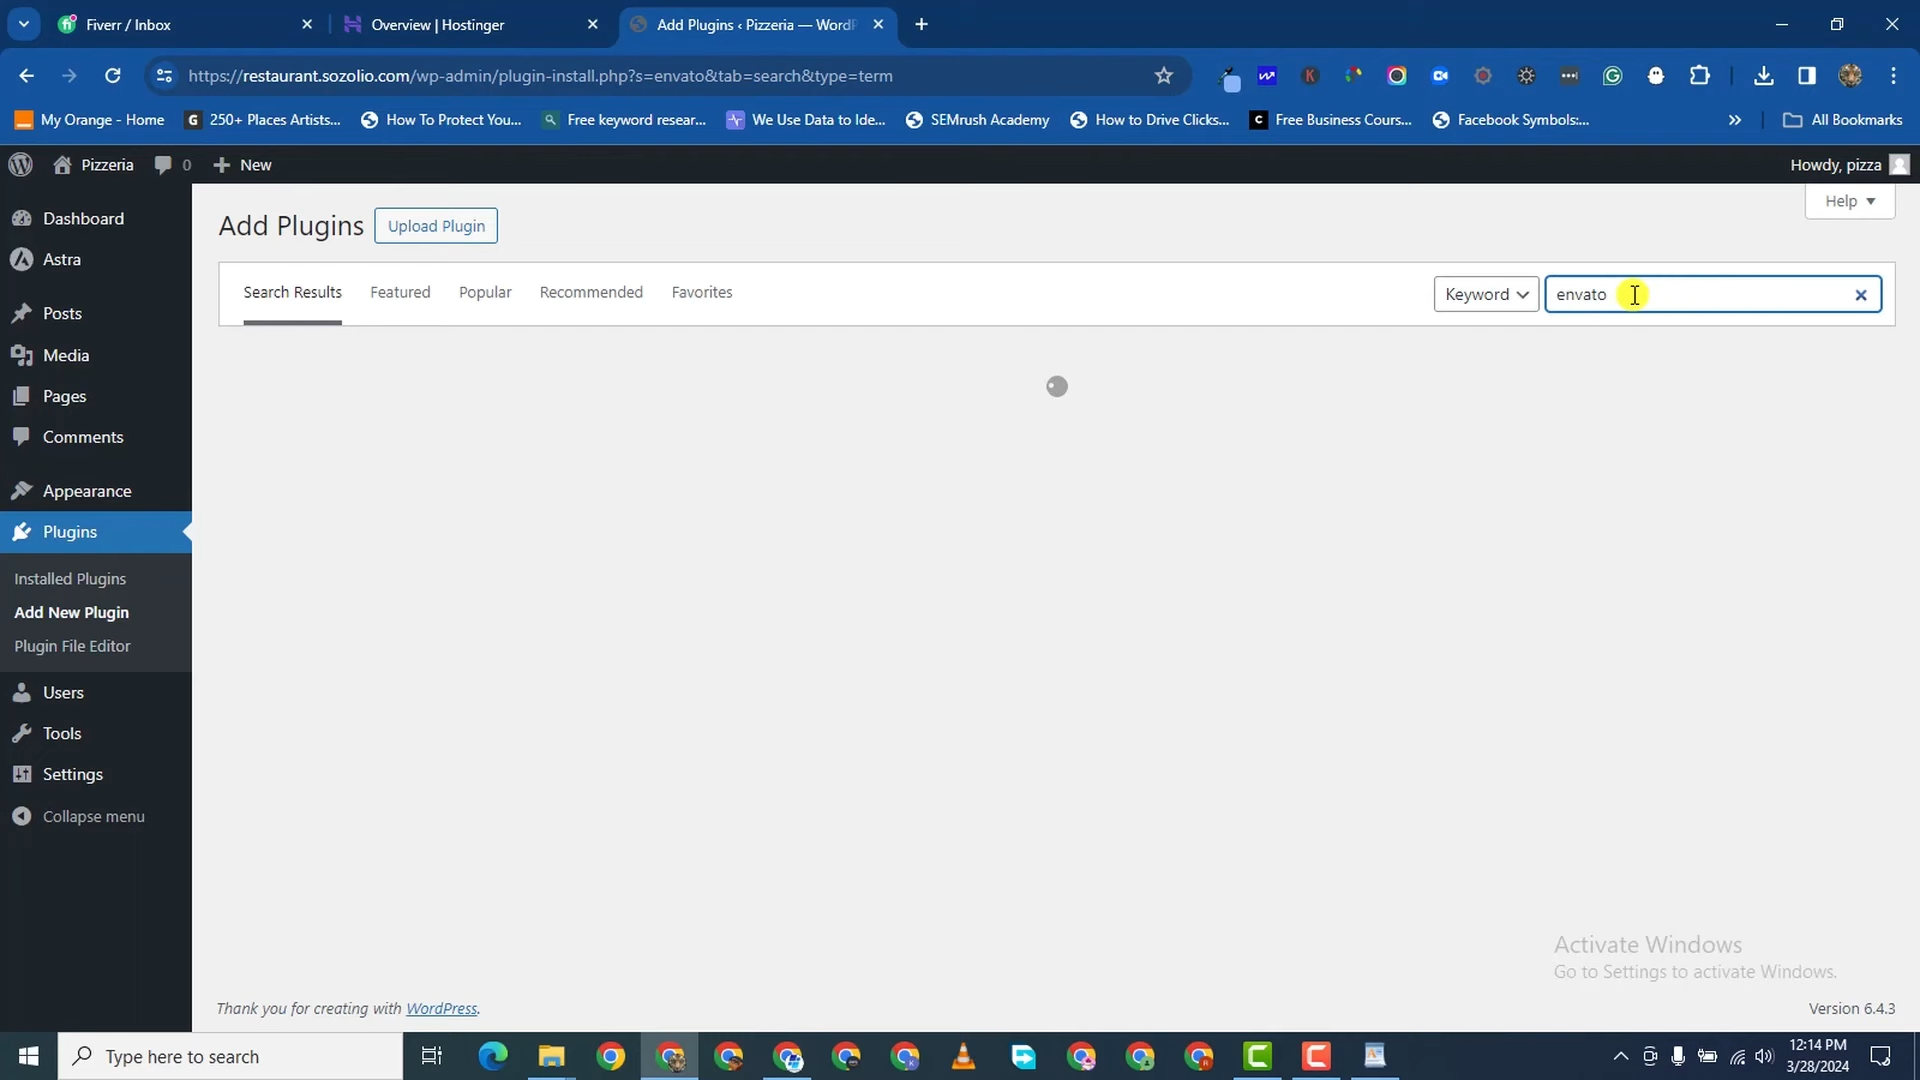 Fiverr / Inbox
Overview | Hostinger
Add Plugins ‹ Pizzeria — WordP
https://restaurant.sozolio.com/wp-admin/plugin-install.php?s=envato&tab=search&type=term
My Orange - Home
250+ Places Artists...
How To Protect You...
Free keyword resear...
We Use Data to Ide...
SEMrush Academy
How to Drive Clicks...
Free Business Cours...
Facebook Symbols:...
All Bookmarks
Pizzeria
0
New
Howdy, pizza
Dashboard
Astra
Posts
Media
Pages
Comments
Appearance
Plugins
Installed Plugins
Add New Plugin
Plugin File Editor
Users
Tools
Settings
Collapse menu
Add Plugins
Upload Plugin
Help
Search Results
Featured
Popular
Recommended
Favorites
Keyword
envato
Activate Windows
Go to Settings to activate Windows.
Thank you for creating with WordPress.
Version 6.4.3
Type here to search
12:14 PM
3/28/2024